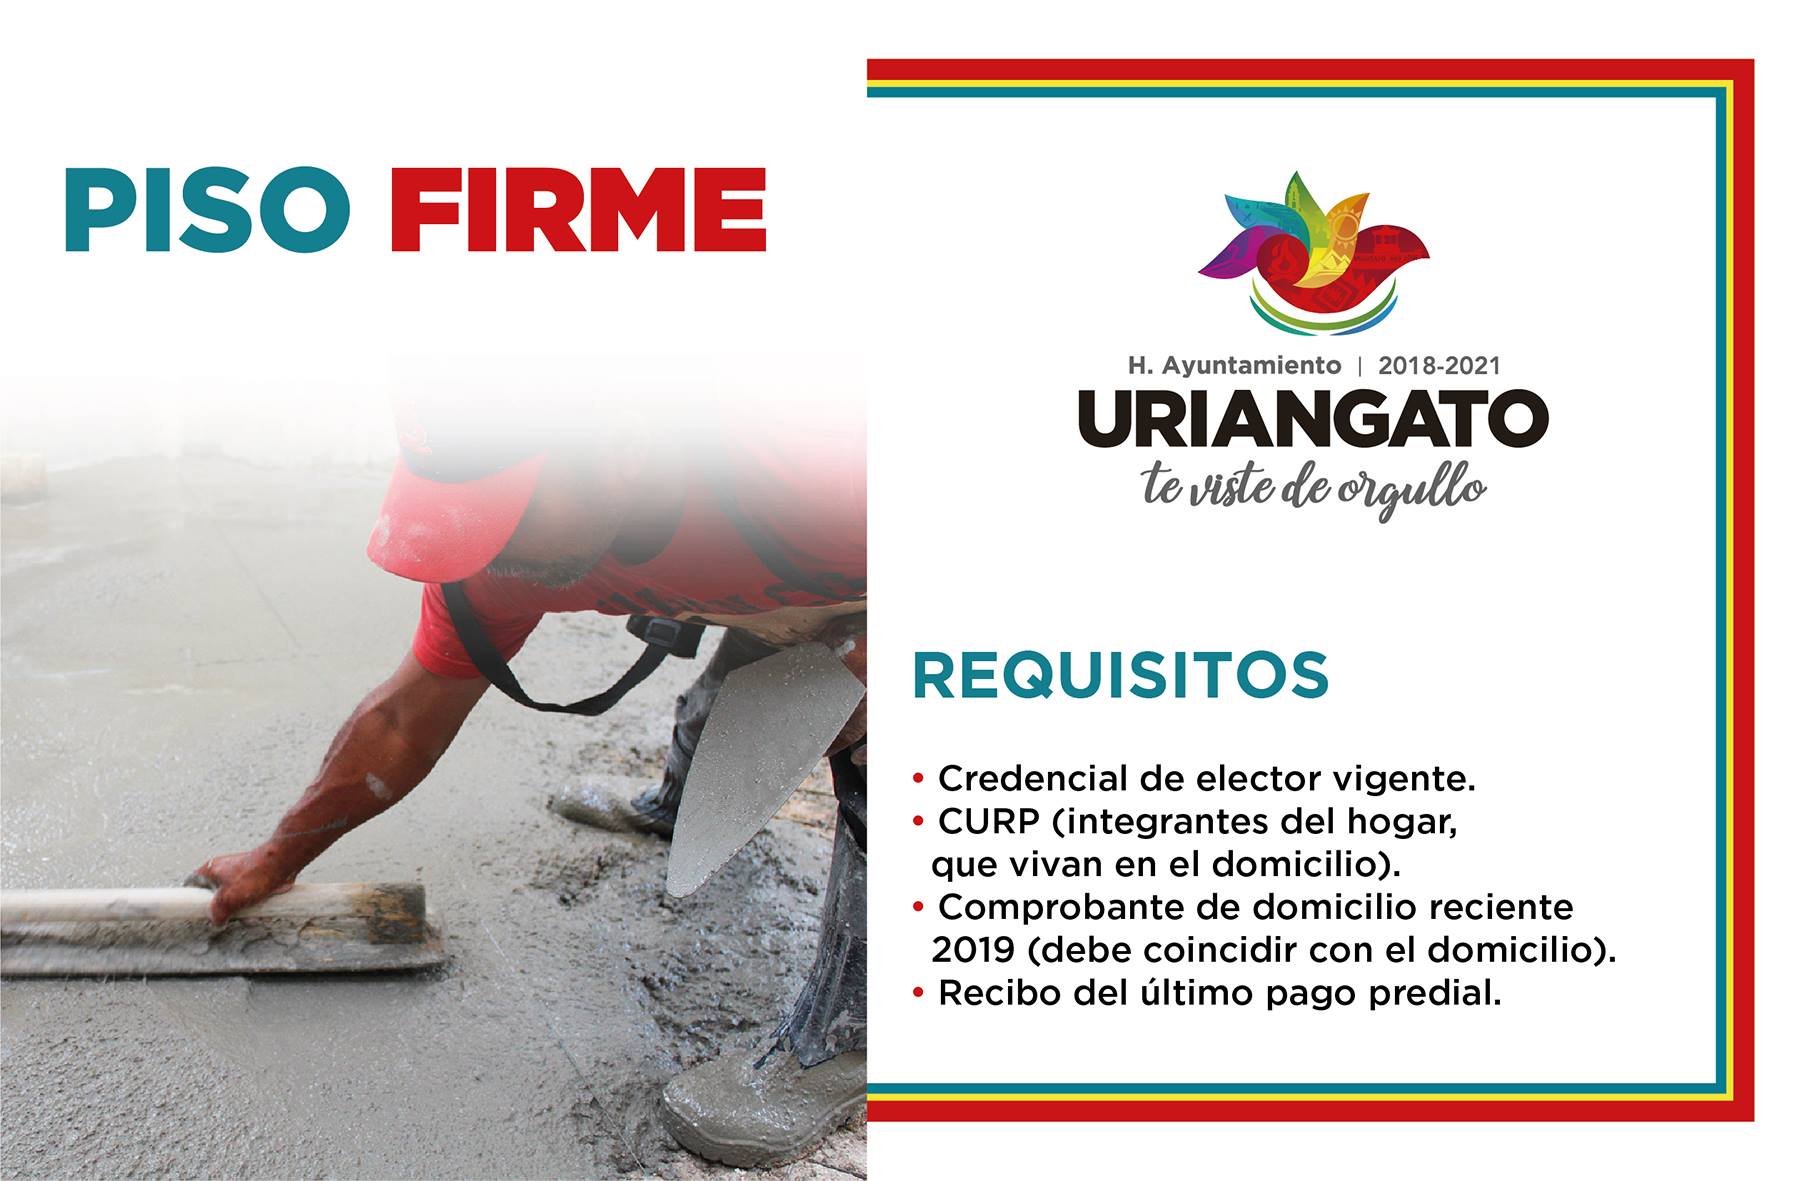 PISO FIRME
H. Ayuntamiento | 2018-2021
URIANGATO
te viste de orgullo
REQUISITOS
• Credencial de elector vigente.
• CURP (integrantes del hogar,
que vivan en el domicilio).
• Comprobante de domicilio reciente
2019 (debe coincidir con el domicilio).
• Recibo del último pago predial.